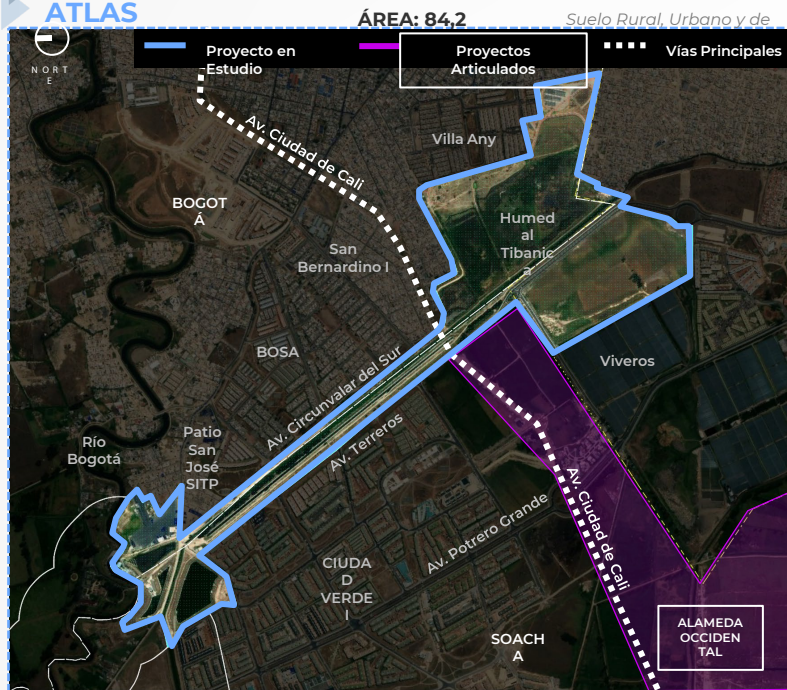 ATLAS
ÁREA: 84,2
Suelo Rural, Urbano y de
NORT
E
Proyecto en
Estudio
Proyectos
Articulados
Vías Principales
Av. Ciudad de Cali
Villa Any
BOGOT
Á
Humed
al
Tibanic
a
San
Bernardino I
BOSA
Av. Circunvalar del Sur
Viveros
Río
Bogotá
Patio
San
José
SITP
Av. Terreros
Av. Potrero Grande
Av. Ciudad de Cali
CIUDA
D
VERDE
I
SOACH
A
ALAMEDA
OCCIDEN
TAL